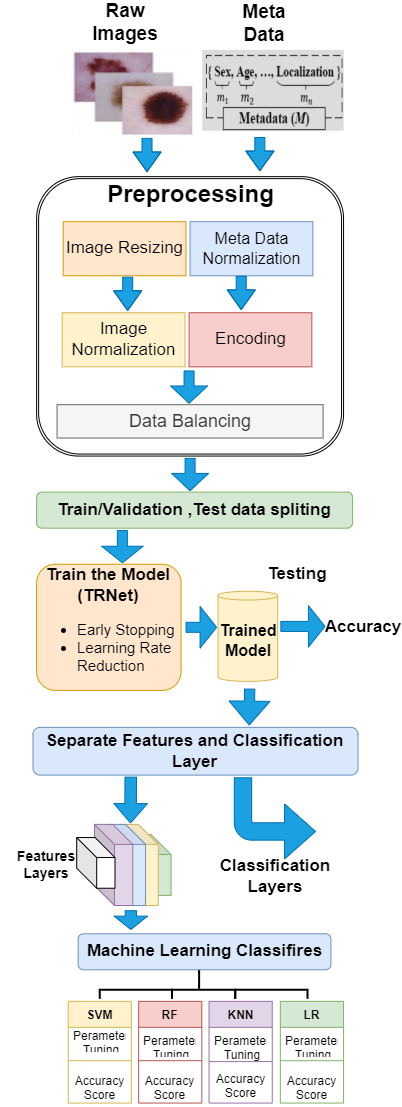 Raw
Images
Meta
Data
{ Sex, Age, ..., Localization }
m1 m2 mn
Metadata (M)
Preprocessing
Image Resizing
Meta Data
Normalization
Image
Normalization
Encoding
Data Balancing
Train/Validation ,Test data spliting
Train the Model
(TRNet)
• Early Stopping
• Learning Rate
Reduction
Testing
Trained
Model
Accuracy
Separate Features and Classification
Layer
Features
Layers
Classification
Layers
Machine Learning Classifires
SVM
Peramete
Tuning
Accuracy
Score
RF
Peramete
Tuning
Accuracy
Score
KNN
Peramete
Tuning
Accuracy
Score
LR
Peramete
Tuning
Accuracy
Score